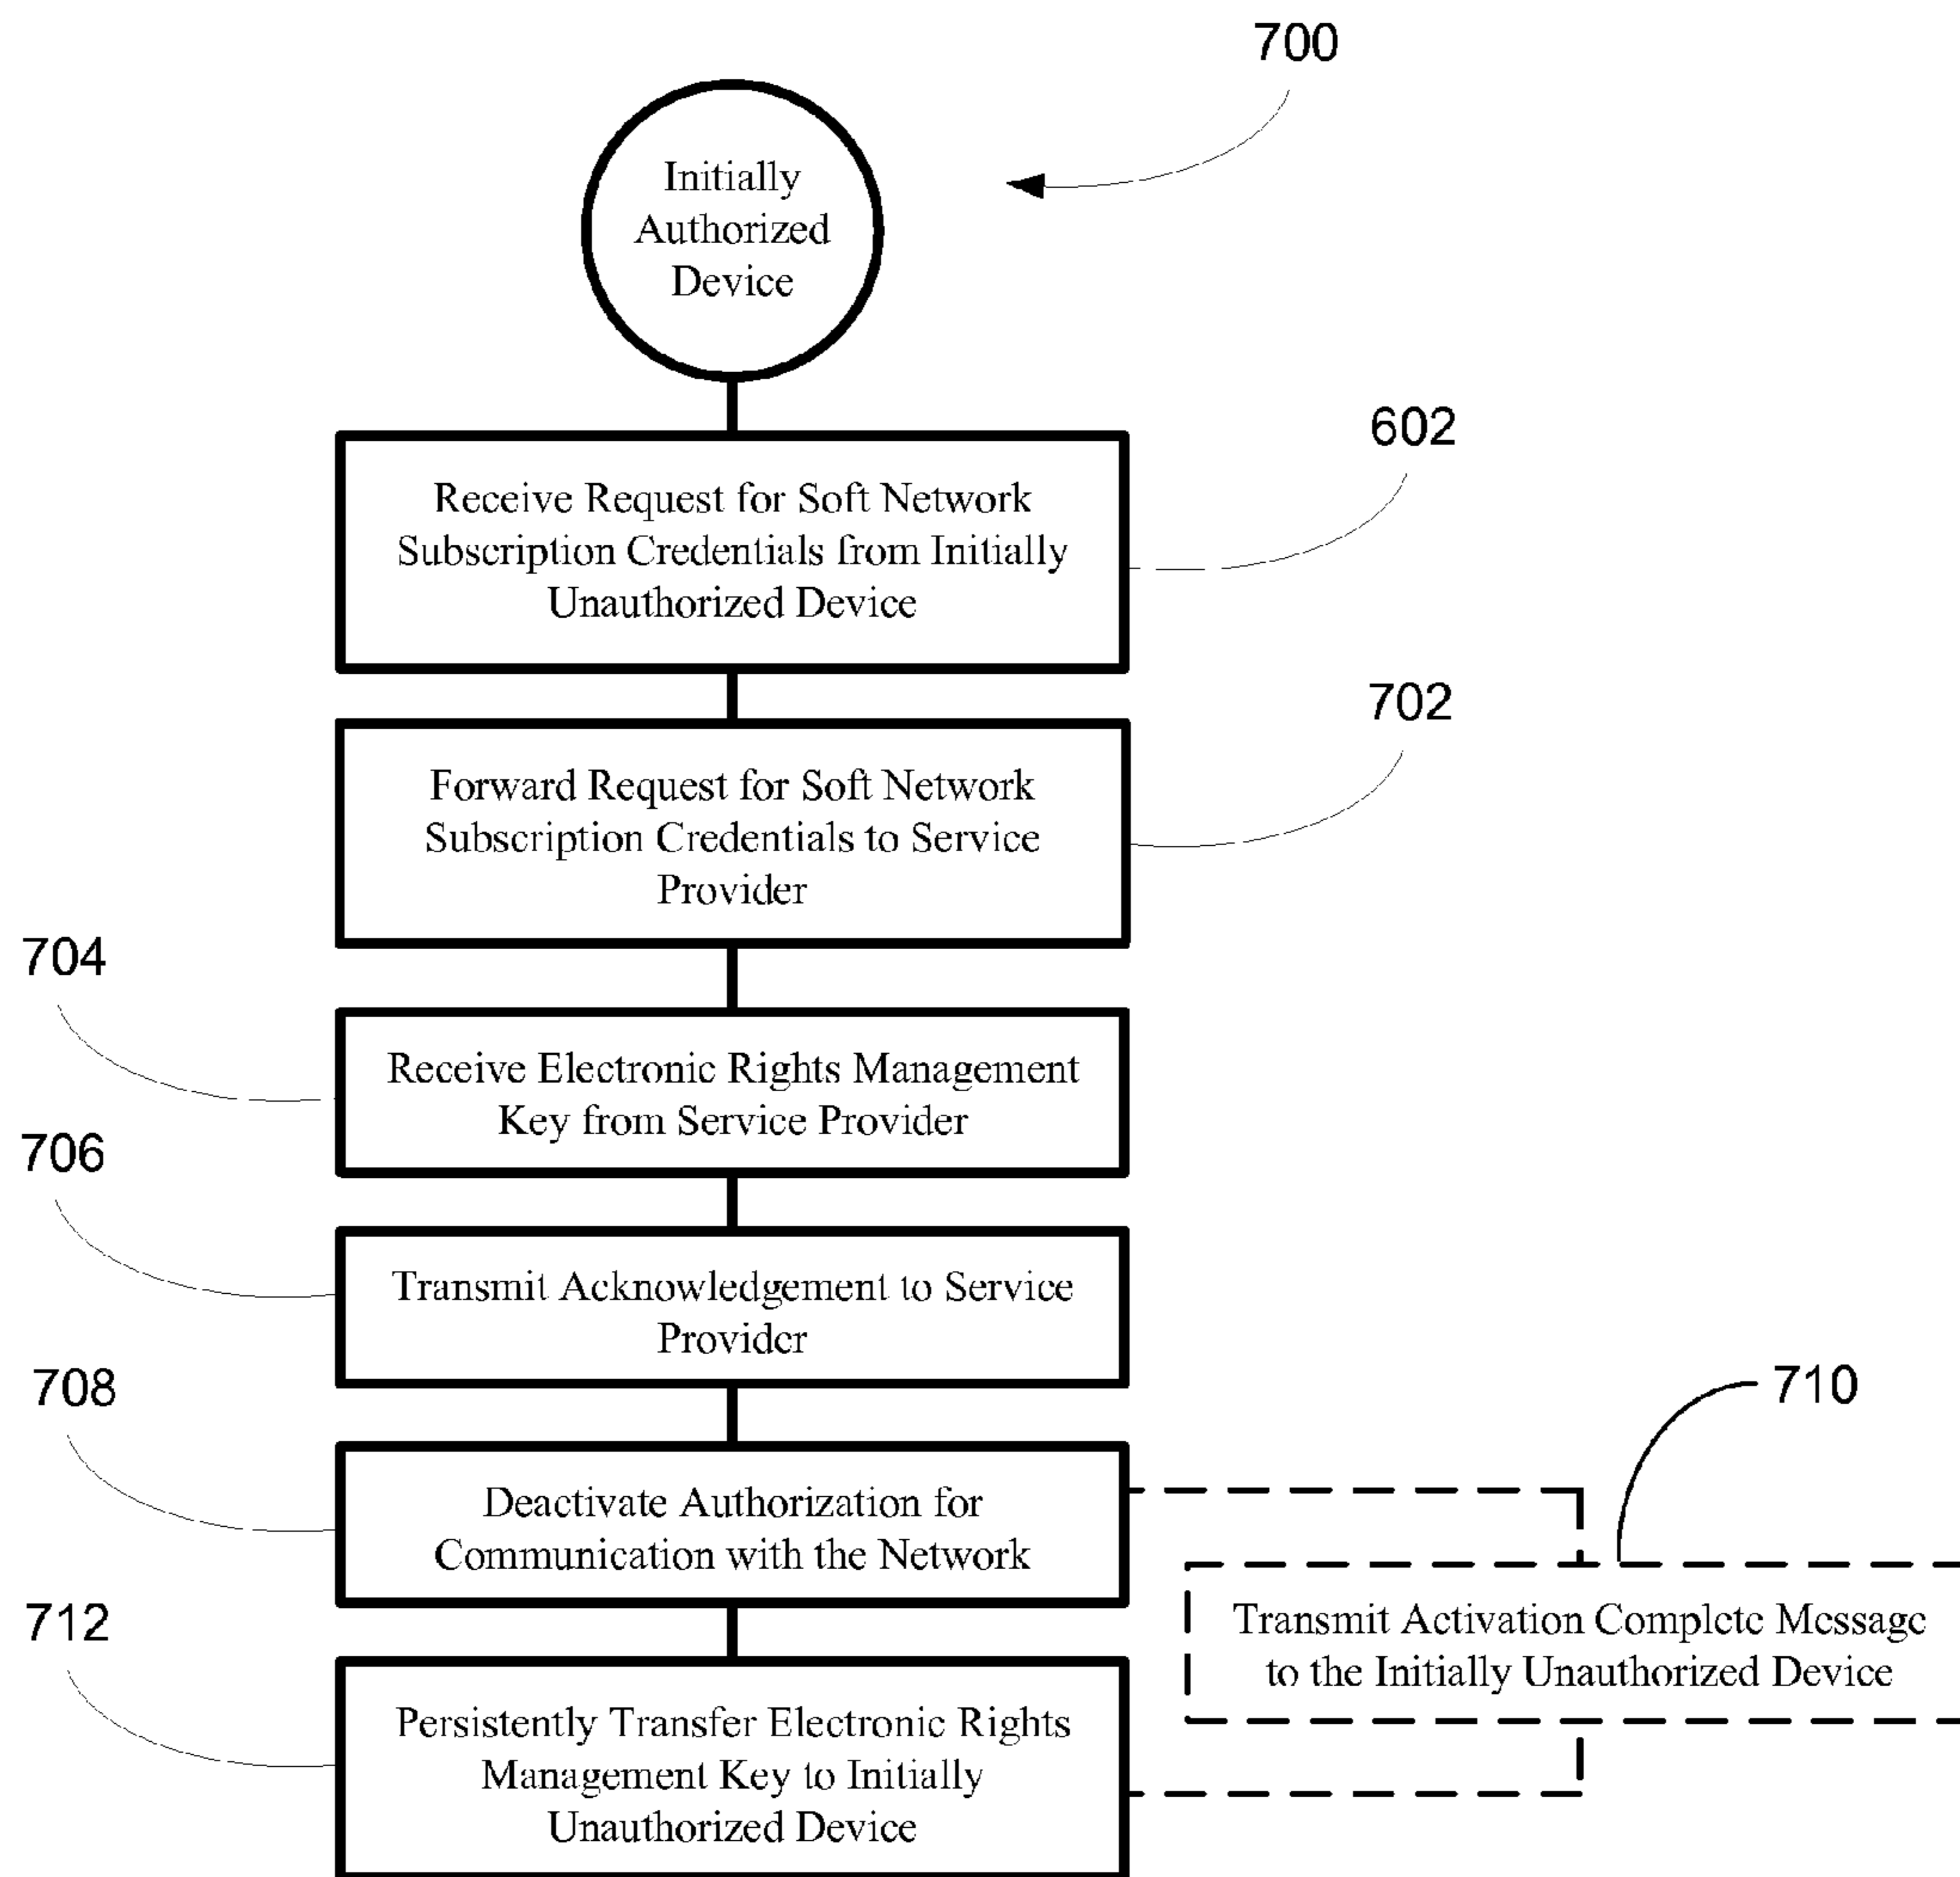 700
Initially
Authorized
Device
602
Receive Request for Soft Network
Subscription Credentials from Initially
Unauthorized Device
702
Forward Request for Soft Network
Subscription Credentials to Service
Provider
704
Receive Electronic Rights Management
Key from Service Provider
706
Transmit Acknowledgement to Service
Provider
708
Deactivate Authorization for
Communication with the Network
710
Transmit Activation Complete Message
to the Initially Unauthorized Device
712
Persistently Transfer Electronic Rights
Management Key to Initially
Unauthorized Device